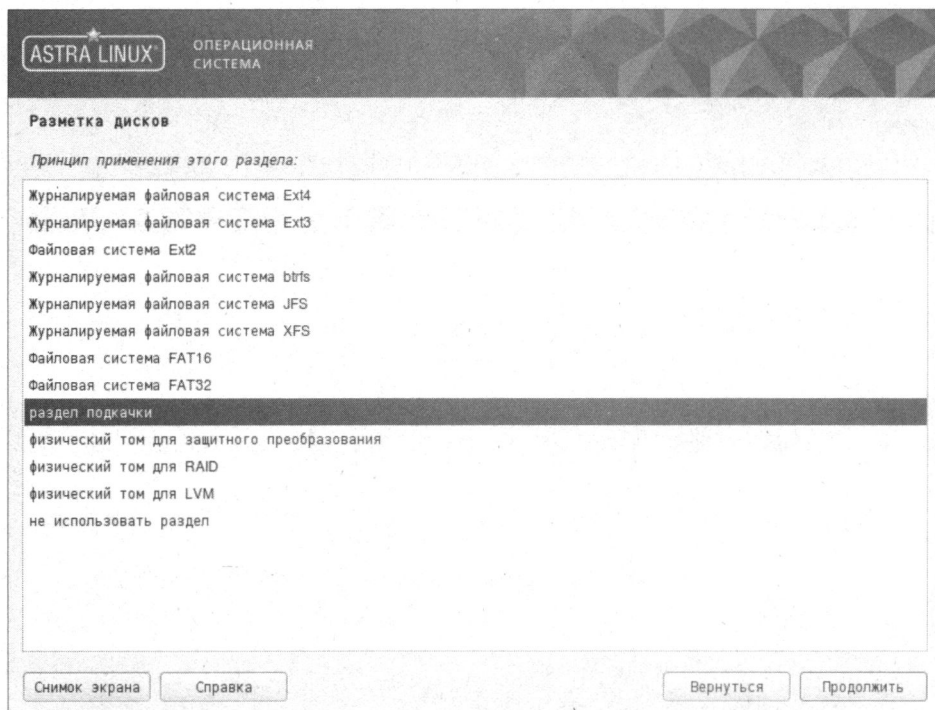 ASTRA LINUX®
ОПЕРАЦИОННАЯ
СИСТЕМА
Разметка дисков
Принцип применения этого раздела:
Журналируемая файловая система Ext4
Журналируемая файловая система Ext3
Файловая система Ext2
Журналируемая файловая система btrfs
Журналируемая файловая система JFS
Журналируемая файловая система XFS
Файловая система FAT16
Файловая система FAT32
раздел подкачки
физический том для защитного преобразования
физический том для RAID
физический том для LVM
не использовать раздел
Снимок экрана Справка Вернуться Продолжить